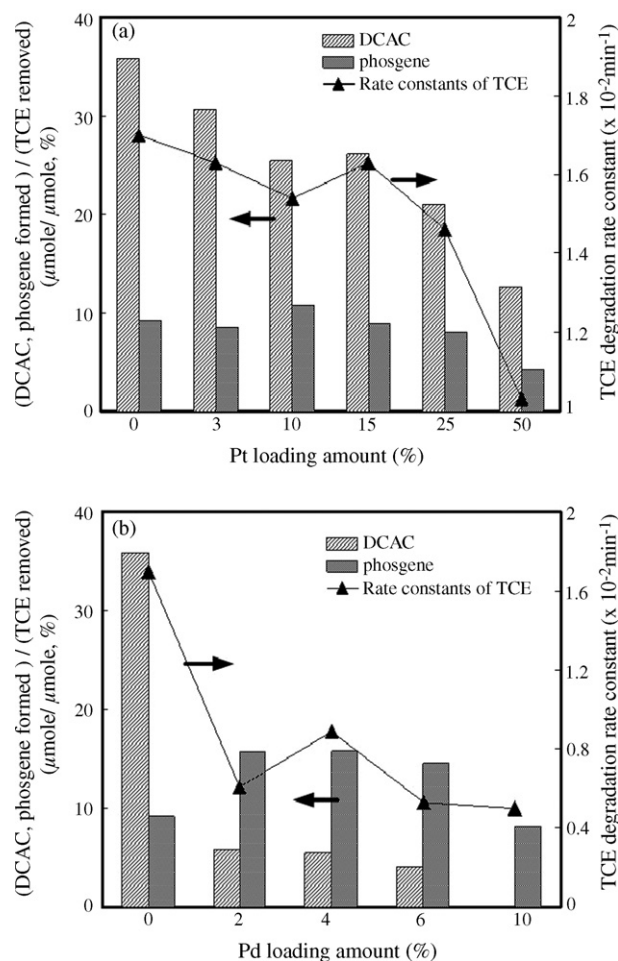 (a)
DCAC
phosgene
Rate constants of TCE
40
30
20
10
0
2
1.8
1.6
1.4
1.2
1
0 3 10 15 25 50
Pt loading amount (%)
(DCAC, phosgene formed ) / (TCE removed)
(μmole/ μmole, %)
TCE degradation rate constant (x 10-2min-1)
(b)
DCAC
phosgene
Rate constants of TCE
40
30
20
10
0
2
1.6
1.2
0.8
0.4
0
0 2 4 6 10
Pd loading amount (%)
(DCAC, phosgene formed ) / (TCE removed)
(μmole/ μmole, %)
TCE degradation rate constant (x 10-2min-1)